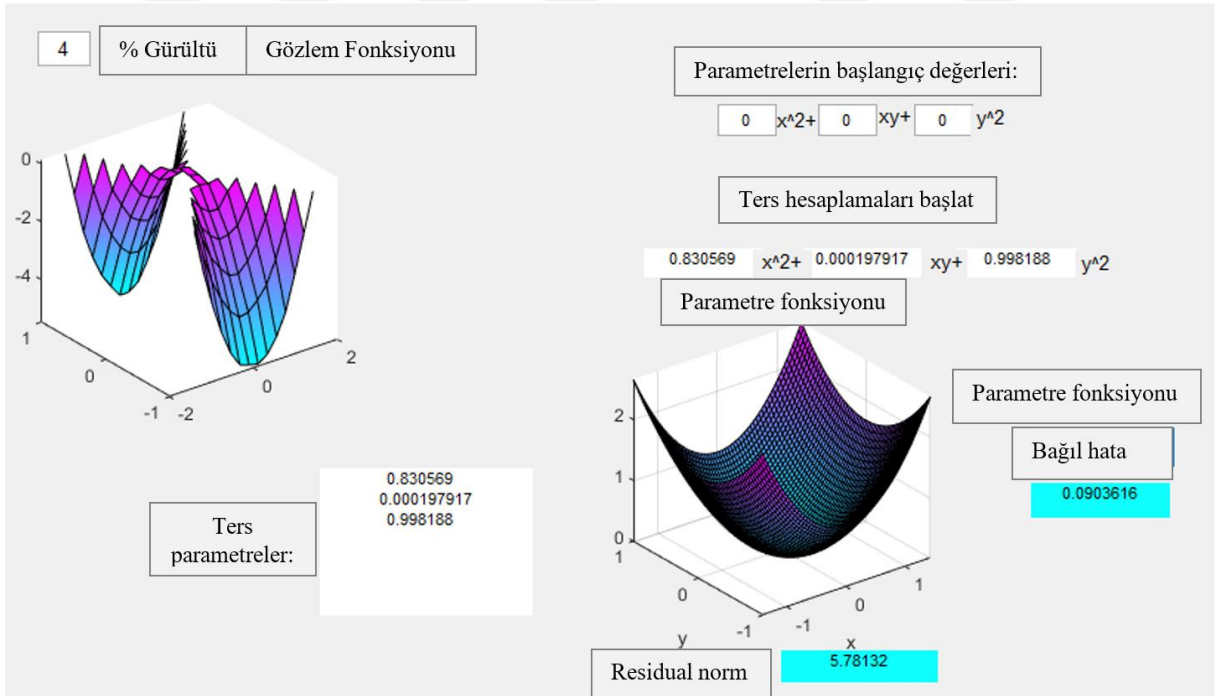 4 % Gürültü Gözlem Fonksiyonu
Parametrelerin başlangıç değerleri:
0 x^2+ 0 xy+ 0 y^2
Ters hesaplamaları başlat
0.830569 x^2+ 0.000197917 xy+ 0.998188 y^2
Parametre fonksiyonu
0
-2
-4
1
0
-1
-2
0
2
Parametre fonksiyonu
Bağıl hata
0.0903616
2
1
0
1
0
-1
y
-1
0
1
x
Ters
parametreler:
0.830569
0.000197917
0.998188
Residual norm
5.78132